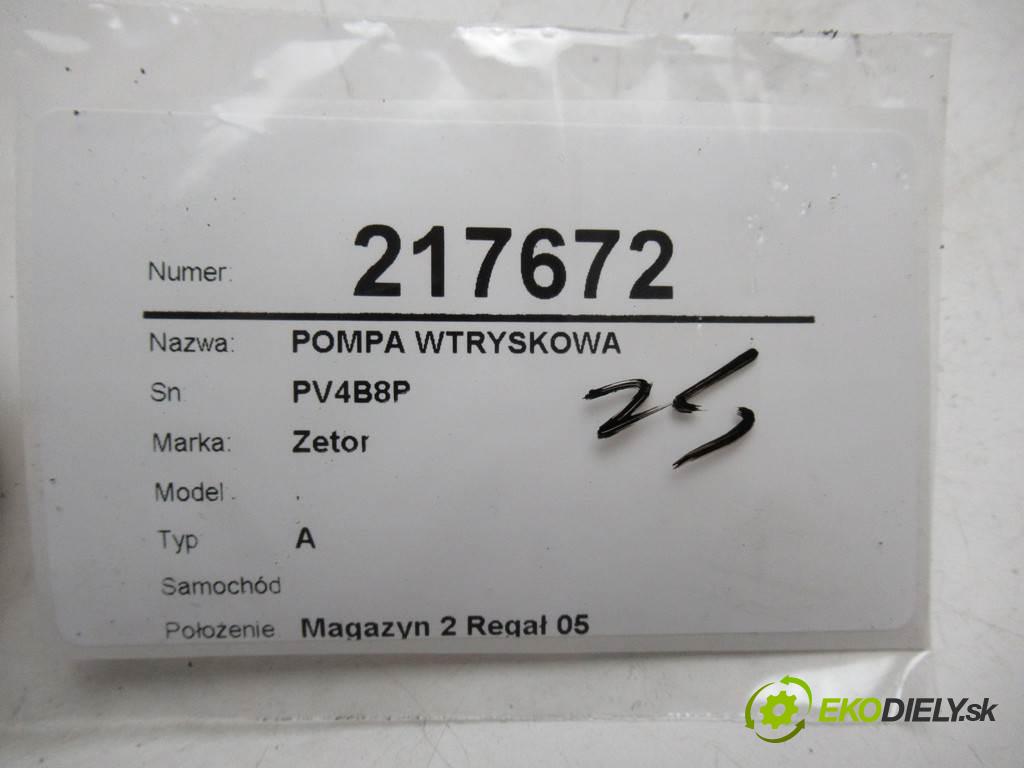 Numer: 217672
Nazwa: POMPA WTRYSKOWA
Sn PV4B8P
Marka: Zetor
25
Model .
Typ A
Samochód
Położenie Magazyn 2 Regał 05
EKODIELY.sk